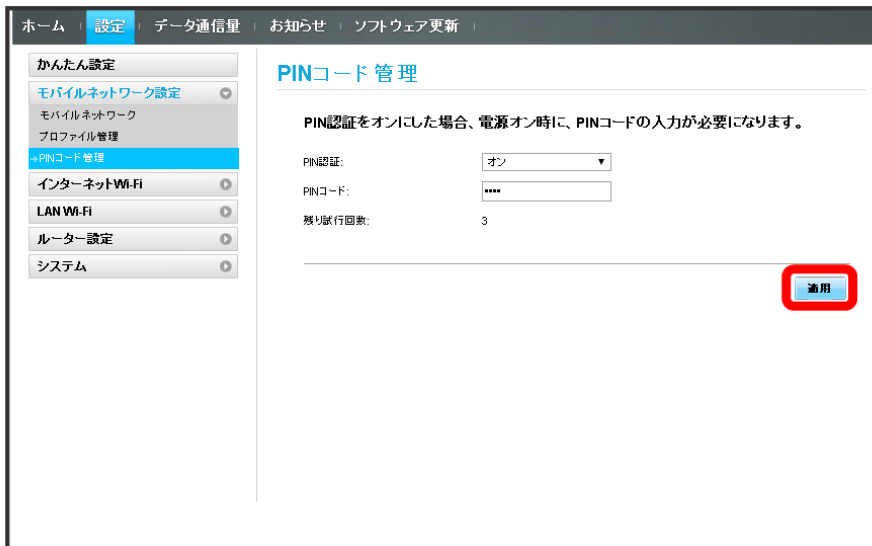 ホーム 設定 データ通信量 お知らせ ソフトウェア更新
かんたん設定
モバイルネットワーク設定
モバイルネットワーク
プロファイル管理
→PINコード管理
インターネットWi-Fi
LAN Wi-Fi
ルーター設定
システム
PINコード管理
PIN認証をオンにした場合、電源オン時に、PINコードの入力が必要になります。
PIN認証: オン ▼
PINコード: ••••
残り試行回数: 3
適用